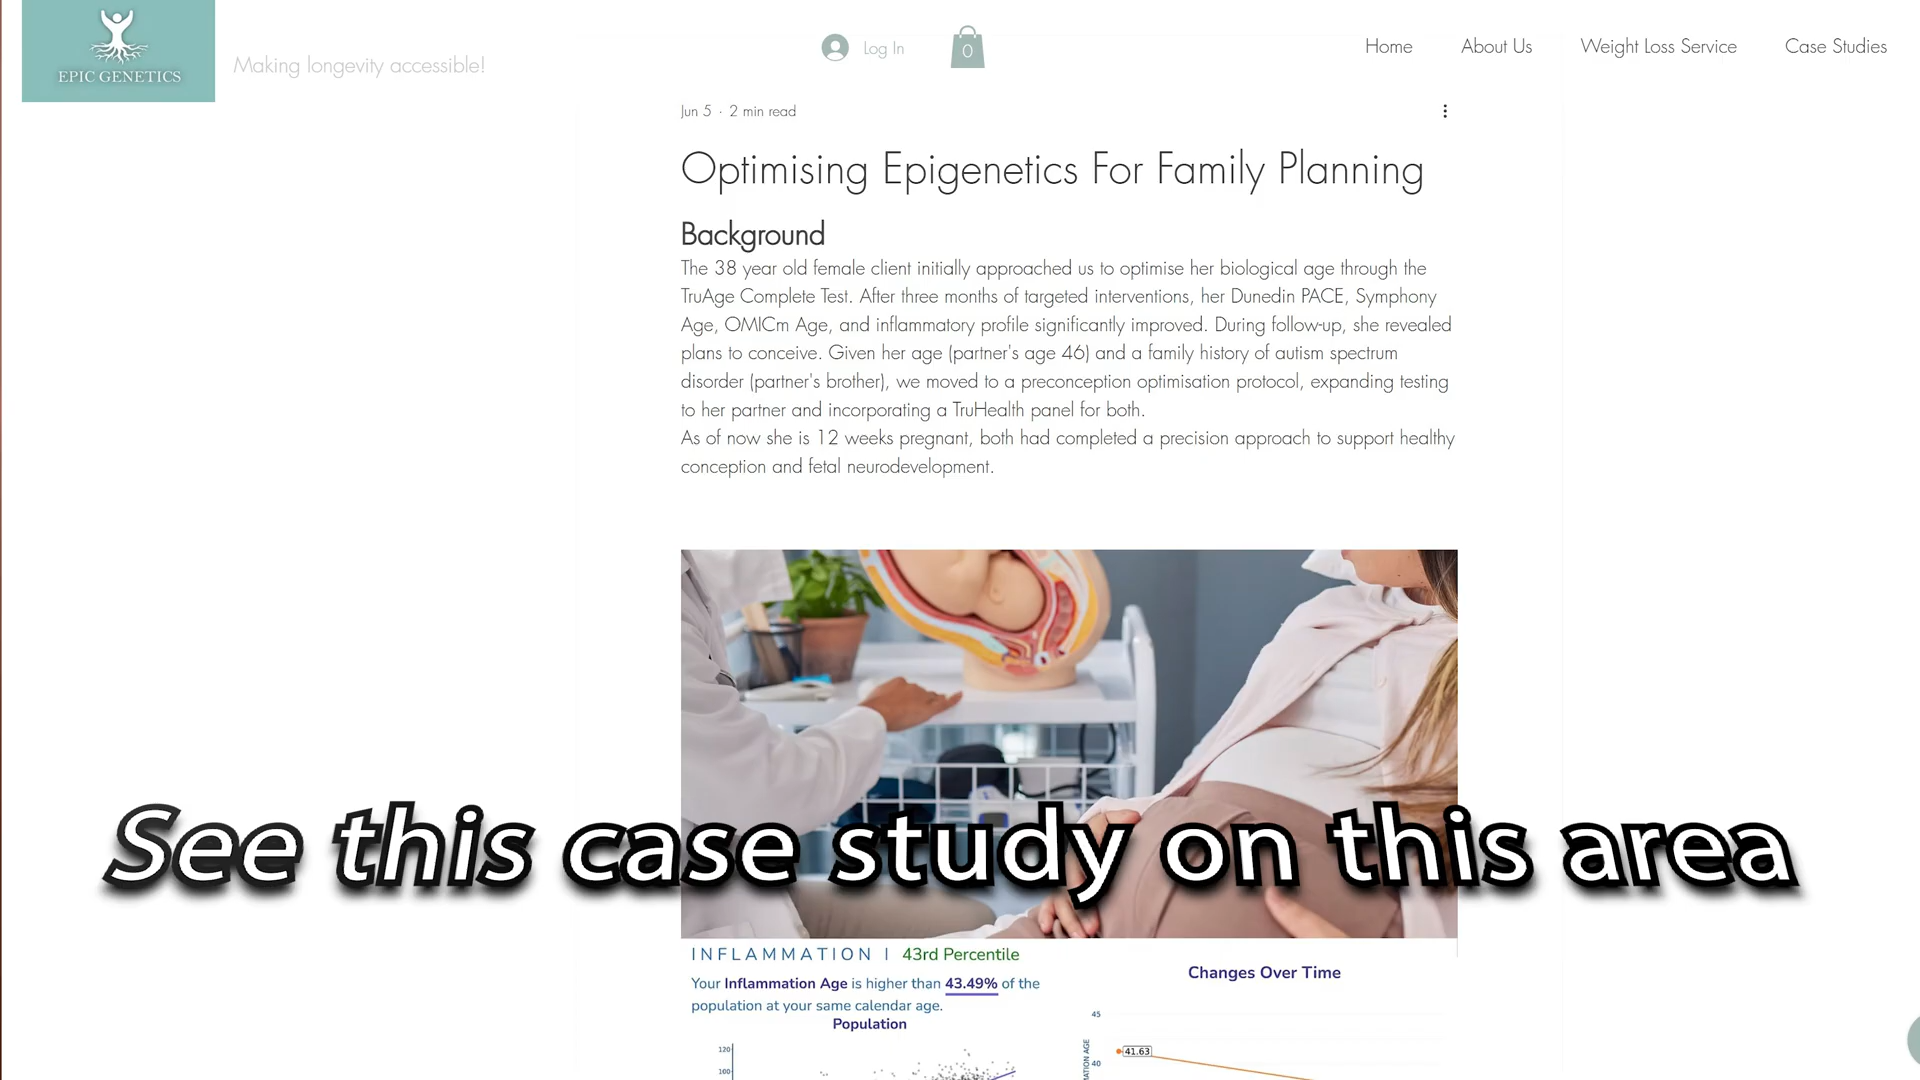 EPIC GENETICS
Making longevity accessible!
Log In
0
Home
About Us
Weight Loss Service
Case Studies
Jun 5 · 2 min read
Optimising Epigenetics For Family Planning
Background
The 38 year old female client initially approached us to optimise her biological age through the
TruAge Complete Test. After three months of targeted interventions, her Dunedin PACE, Symphony
Age, OMICm Age, and inflammatory profile significantly improved. During follow-up, she revealed
plans to conceive. Given her age (partner's age 46) and a family history of autism spectrum
disorder (partner's brother), we moved to a preconception optimisation protocol, expanding testing
to her partner and incorporating a TruHealth panel for both.
As of now she is 12 weeks pregnant, both had completed a precision approach to support healthy
conception and fetal neurodevelopment.
See this case study on this area
INFLAMMATION | 43rd Percentile
Your Inflammation Age is higher than 43.49% of the
population at your same calendar age.
Population
120
100
Changes Over Time
45
41.63
40